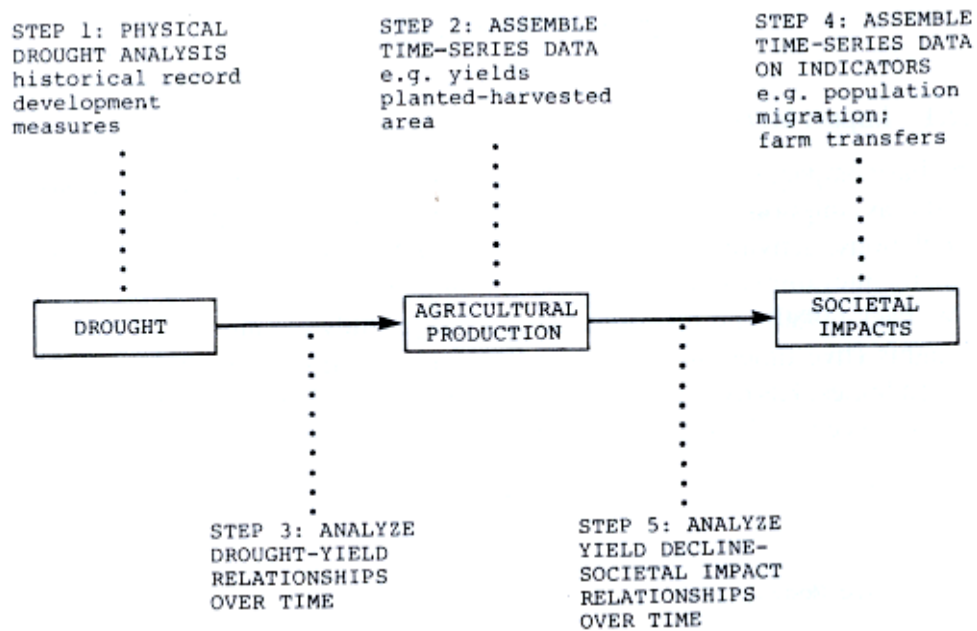 STEP 1: PHYSICAL
DROUGHT ANALYSIS
historical record
development
measures
STEP 2: ASSEMBLE
TIME-SERIES DATA
e.g. yields
planted-harvested
area
STEP 4: ASSEMBLE
TIME-SERIES DATA
ON INDICATORS
e.g. population
migration;
farm transfers
DROUGHT
AGRICULTURAL
PRODUCTION
SOCIETAL
IMPACTS
STEP 3: ANALYZE
DROUGHT-YIELD
RELATIONSHIPS
OVER TIME
STEP 5: ANALYZE
YIELD DECLINE-
SOCIETAL IMPACT
RELATIONSHIPS
OVER TIME